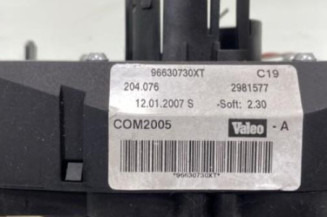 96630730XT C19
204.076 2981577
12.01.2007 S -Soft: 2.30
COM2005 Valeo - A
*96630730XT*